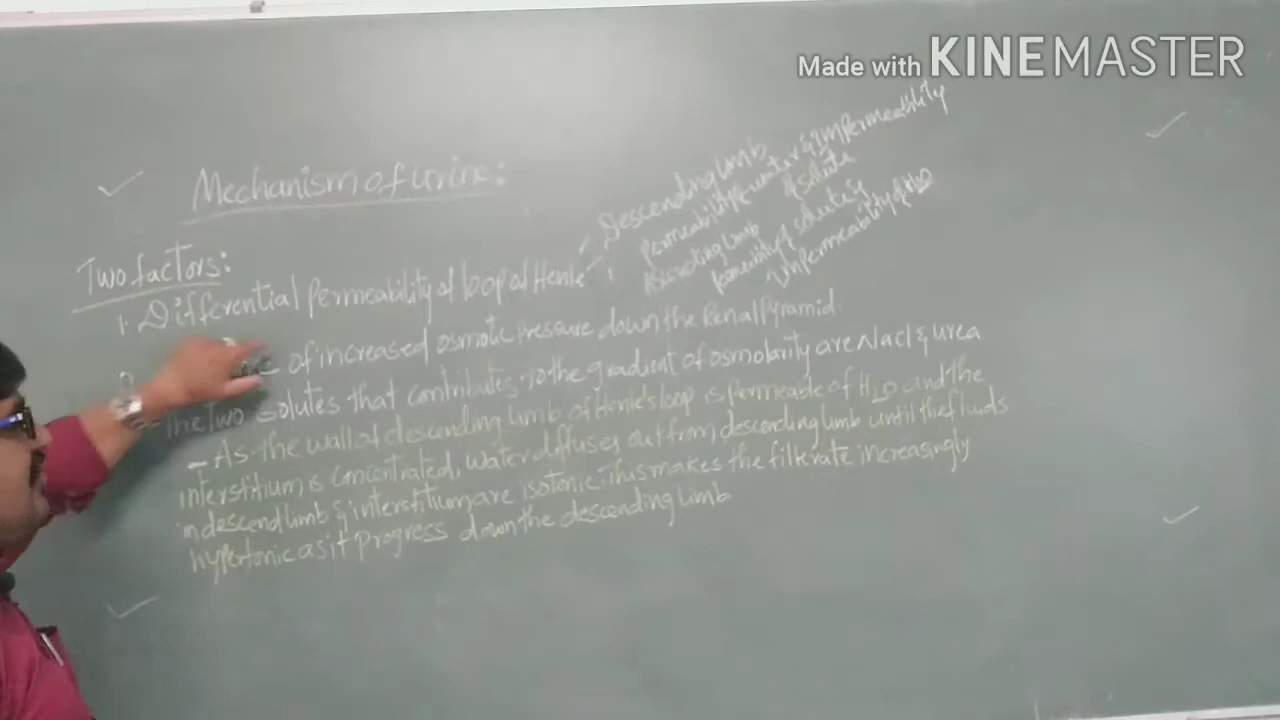 Made with KINEMASTER
Mechanism of urine:
Two factors:
1. Differential permeability of loop of Henle
Descending limb
permeability of water & impermeability
of solute
Ascending limb
permeability of solutes &
impermeability of H2O
of increased osmotic pressure down the Renal Pyramid.
The Two solutes that contributes to the gradient of osmolarity are Nacl & urea
- As the wall of descending limb of Henle's loop is permeable of H2O and the
interstitium is concentrated, water diffuses out from descending limb until the fluids
in descend limb & interstitium are isotonic. This makes the filtrate increasingly
hypertonic as it progress down the descending limb